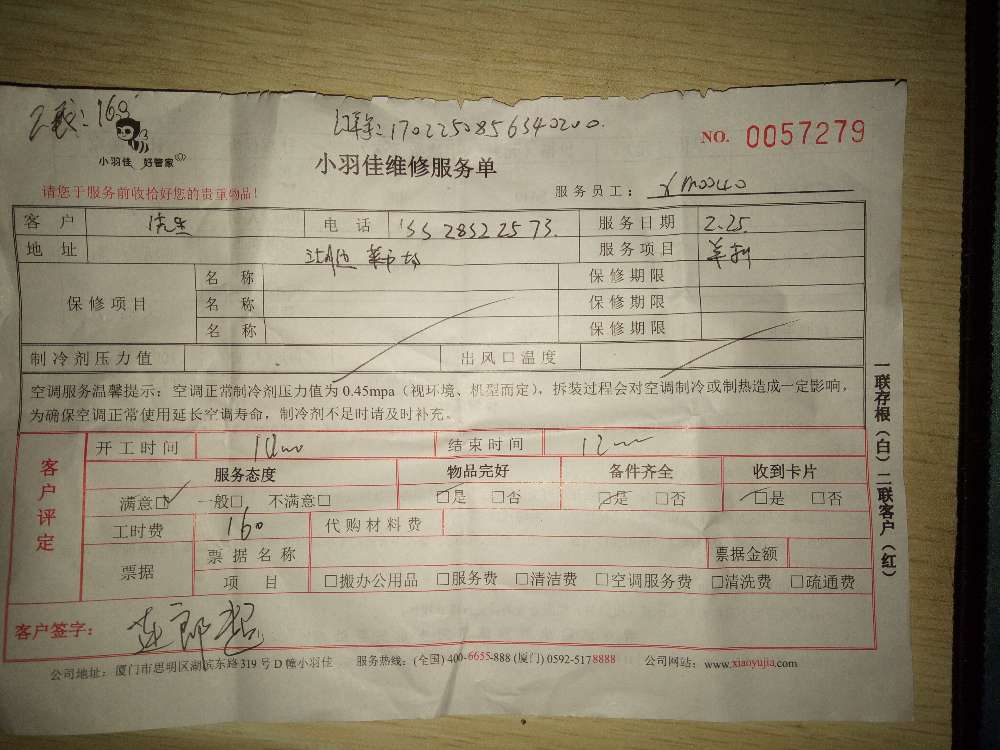 160
1702250856340200
NO. 0057279
小羽佳 好管家
小羽佳维修服务单
请您于服务前收拾好您的贵重物品!
服务员工:
客户 电话 服务日期 2.25.
地址 服务项目
保修项目 名称 保修期限
名称 保修期限
名称 保修期限
制冷剂压力值 出风口温度
空调服务温馨提示:空调正常制冷剂压力值为 0.45mpa(视环境、机型而定),拆装过程会对空调制冷或制热造成一定影响,
为确保空调正常使用延长空调寿命,制冷剂不足时请及时补充。
客户评定
开工时间 结束时间
服务态度 物品完好 备件齐全 收到卡片
满意□ 一般□ 不满意□ □是 □否 □是 □否 □是 □否
工时费 160 代购材料费
票据 票据名称 票据金额
项目 □搬办公用品 □服务费 □清洁费 □空调服务费 □清洗费 □疏通费
客户签字:
一联存根(白)二联客户(红)
公司地址:厦门市思明区湖滨东路319号D幢小羽佳 服务热线:(全国) 400-6655-888 (厦门) 0592-5178888 公司网站:www.xiaoyujia.com